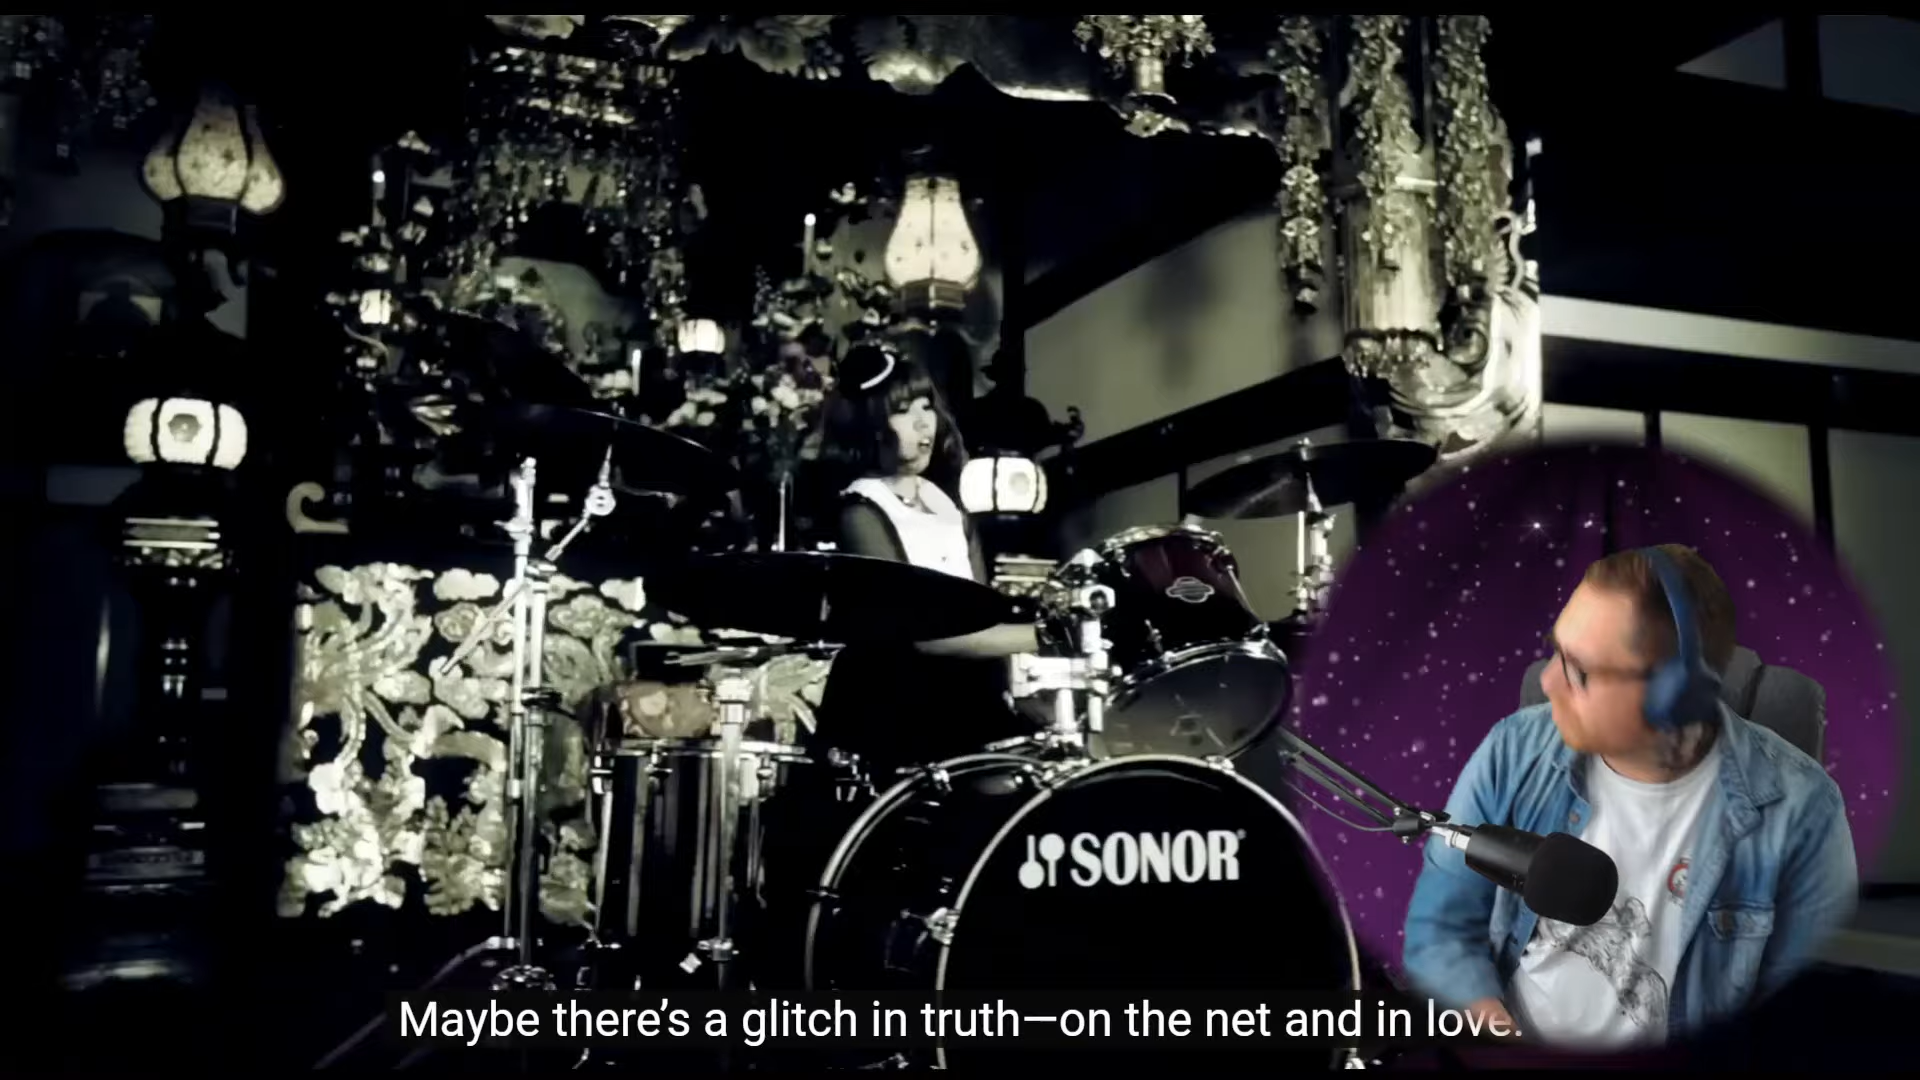 SONOR
Maybe there’s a glitch in truth—on the net and in love.